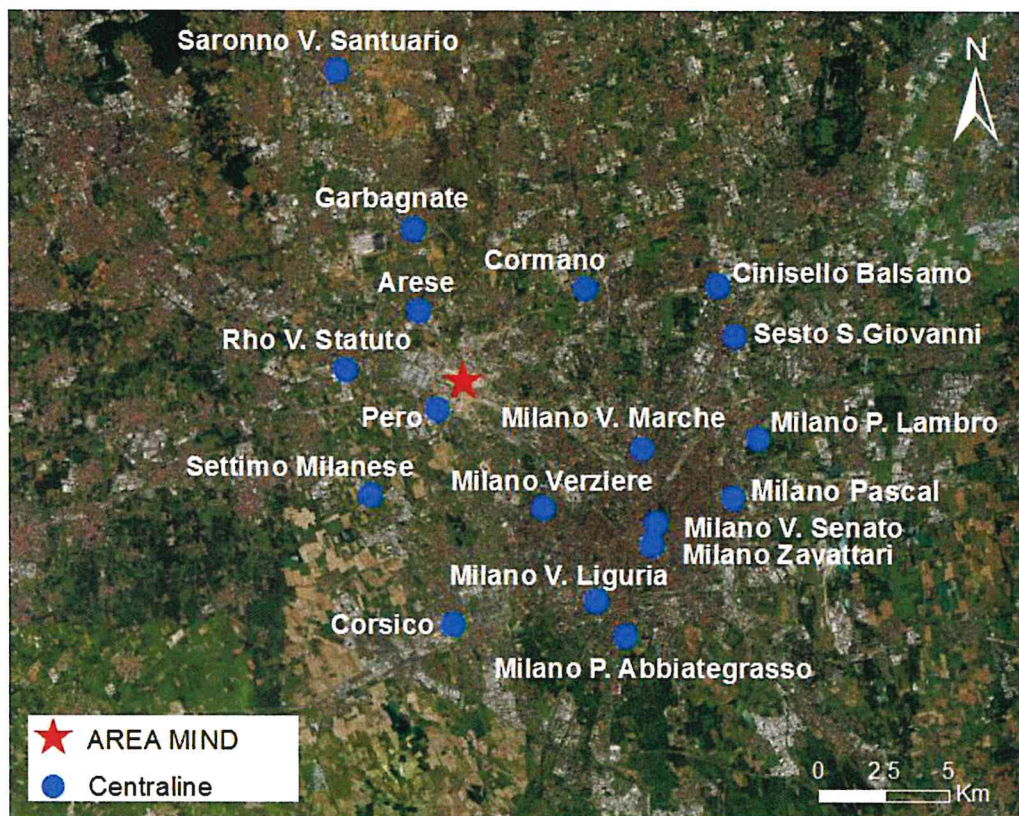 Saronno V. Santuario
N
Garbagnate
Cormano
Cinisello Balsamo
Arese
Sesto S.Giovanni
Rho V. Statuto
Pero
Milano V. Marche
Milano P. Lambro
Settimo Milanese
Milano Verziere
Milano Pascal
Milano V. Senato
Milano Zavattari
Milano V. Liguria
Corsico
Milano P. Abbiategrasso
AREA MIND
Centraline
0 2.5 5
Km